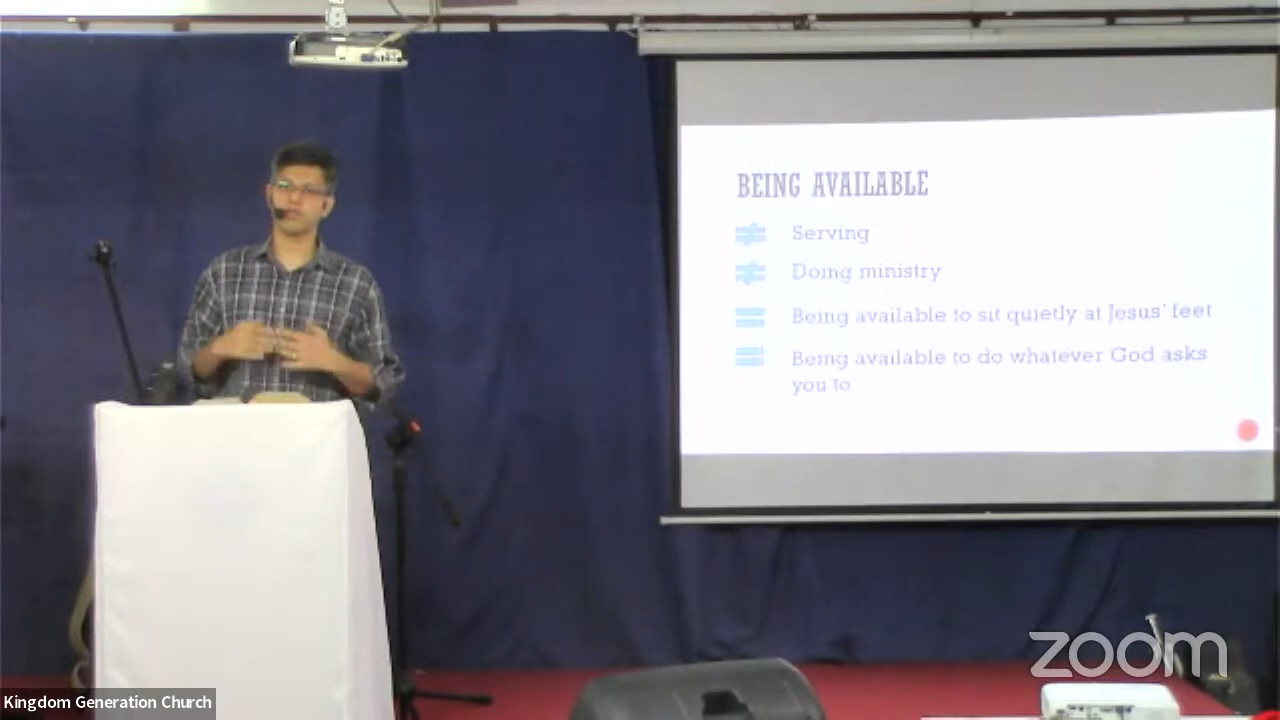 BEING AVAILABLE
≠ Serving
≠ Doing ministry
= Being available to sit quietly at Jesus' feet
= Being available to do whatever God asks
you to
zoom
Kingdom Generation Church